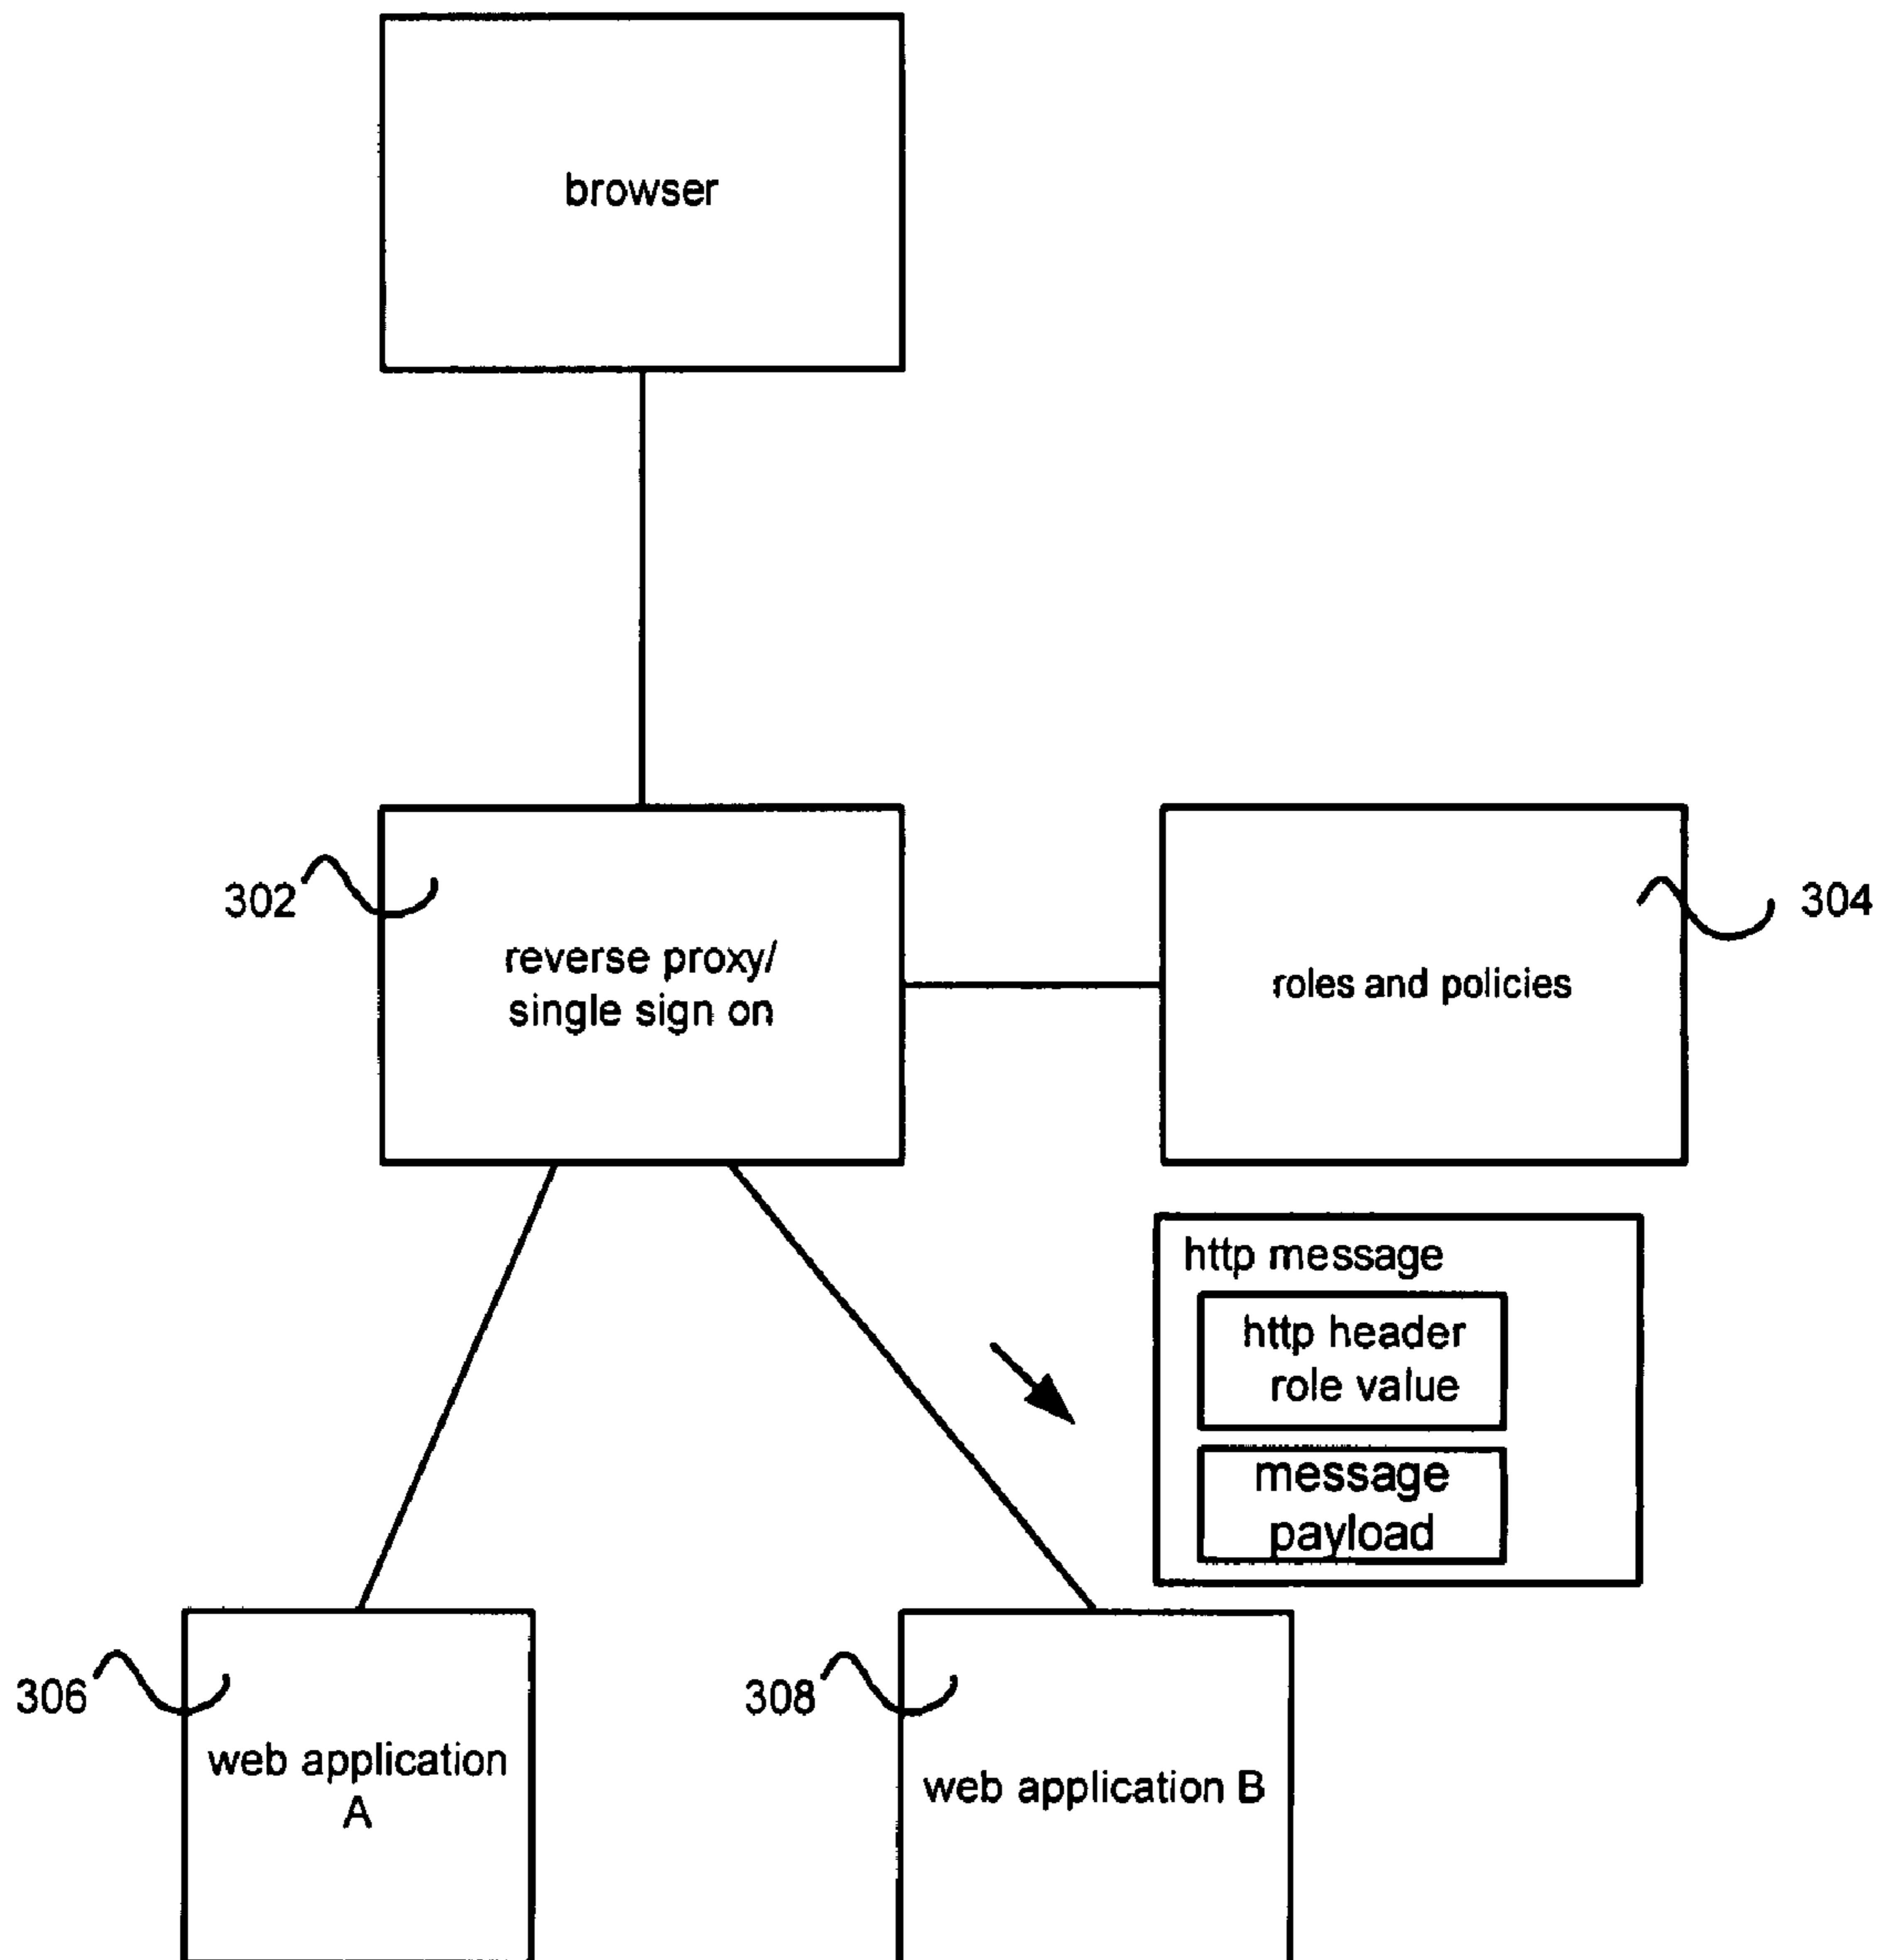 browser
302
reverse proxy/
single sign on
304
roles and policies
http message
http header
role value
message
payload
306
web application
A
308
web application B